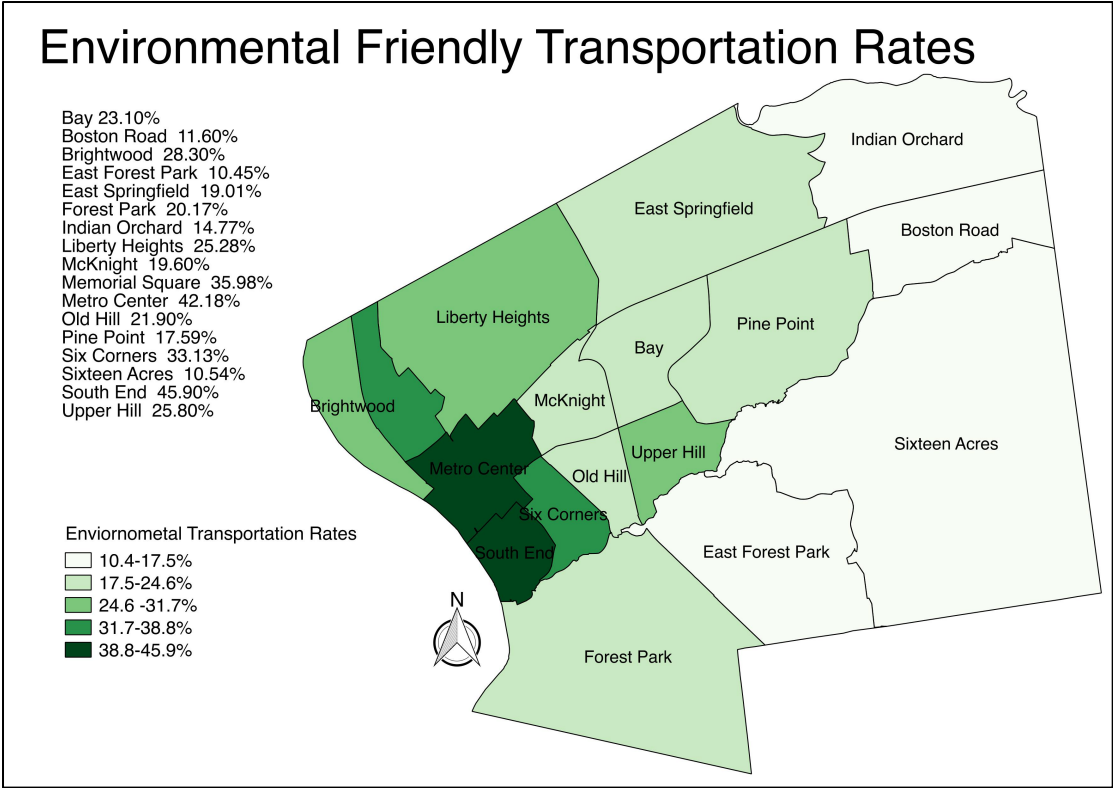 Environmental Friendly Transportation Rates
Bay 23.10%
Boston Road 11.60%
Brightwood 28.30%
East Forest Park 10.45%
East Springfield 19.01%
Forest Park 20.17%
Indian Orchard 14.77%
Liberty Heights 25.28%
McKnight 19.60%
Memorial Square 35.98%
Metro Center 42.18%
Old Hill 21.90%
Pine Point 17.59%
Six Corners 33.13%
Sixteen Acres 10.54%
South End 45.90%
Upper Hill 25.80%
Indian Orchard
East Springfield
Boston Road
Liberty Heights
Pine Point
Bay
McKnight
Brightwood
Sixteen Acres
Upper Hill
Metro Center
Old Hill
Six Corners
South End
East Forest Park
Forest Park
Enviornometal Transportation Rates
10.4-17.5%
17.5-24.6%
24.6 -31.7%
31.7-38.8%
38.8-45.9%
N